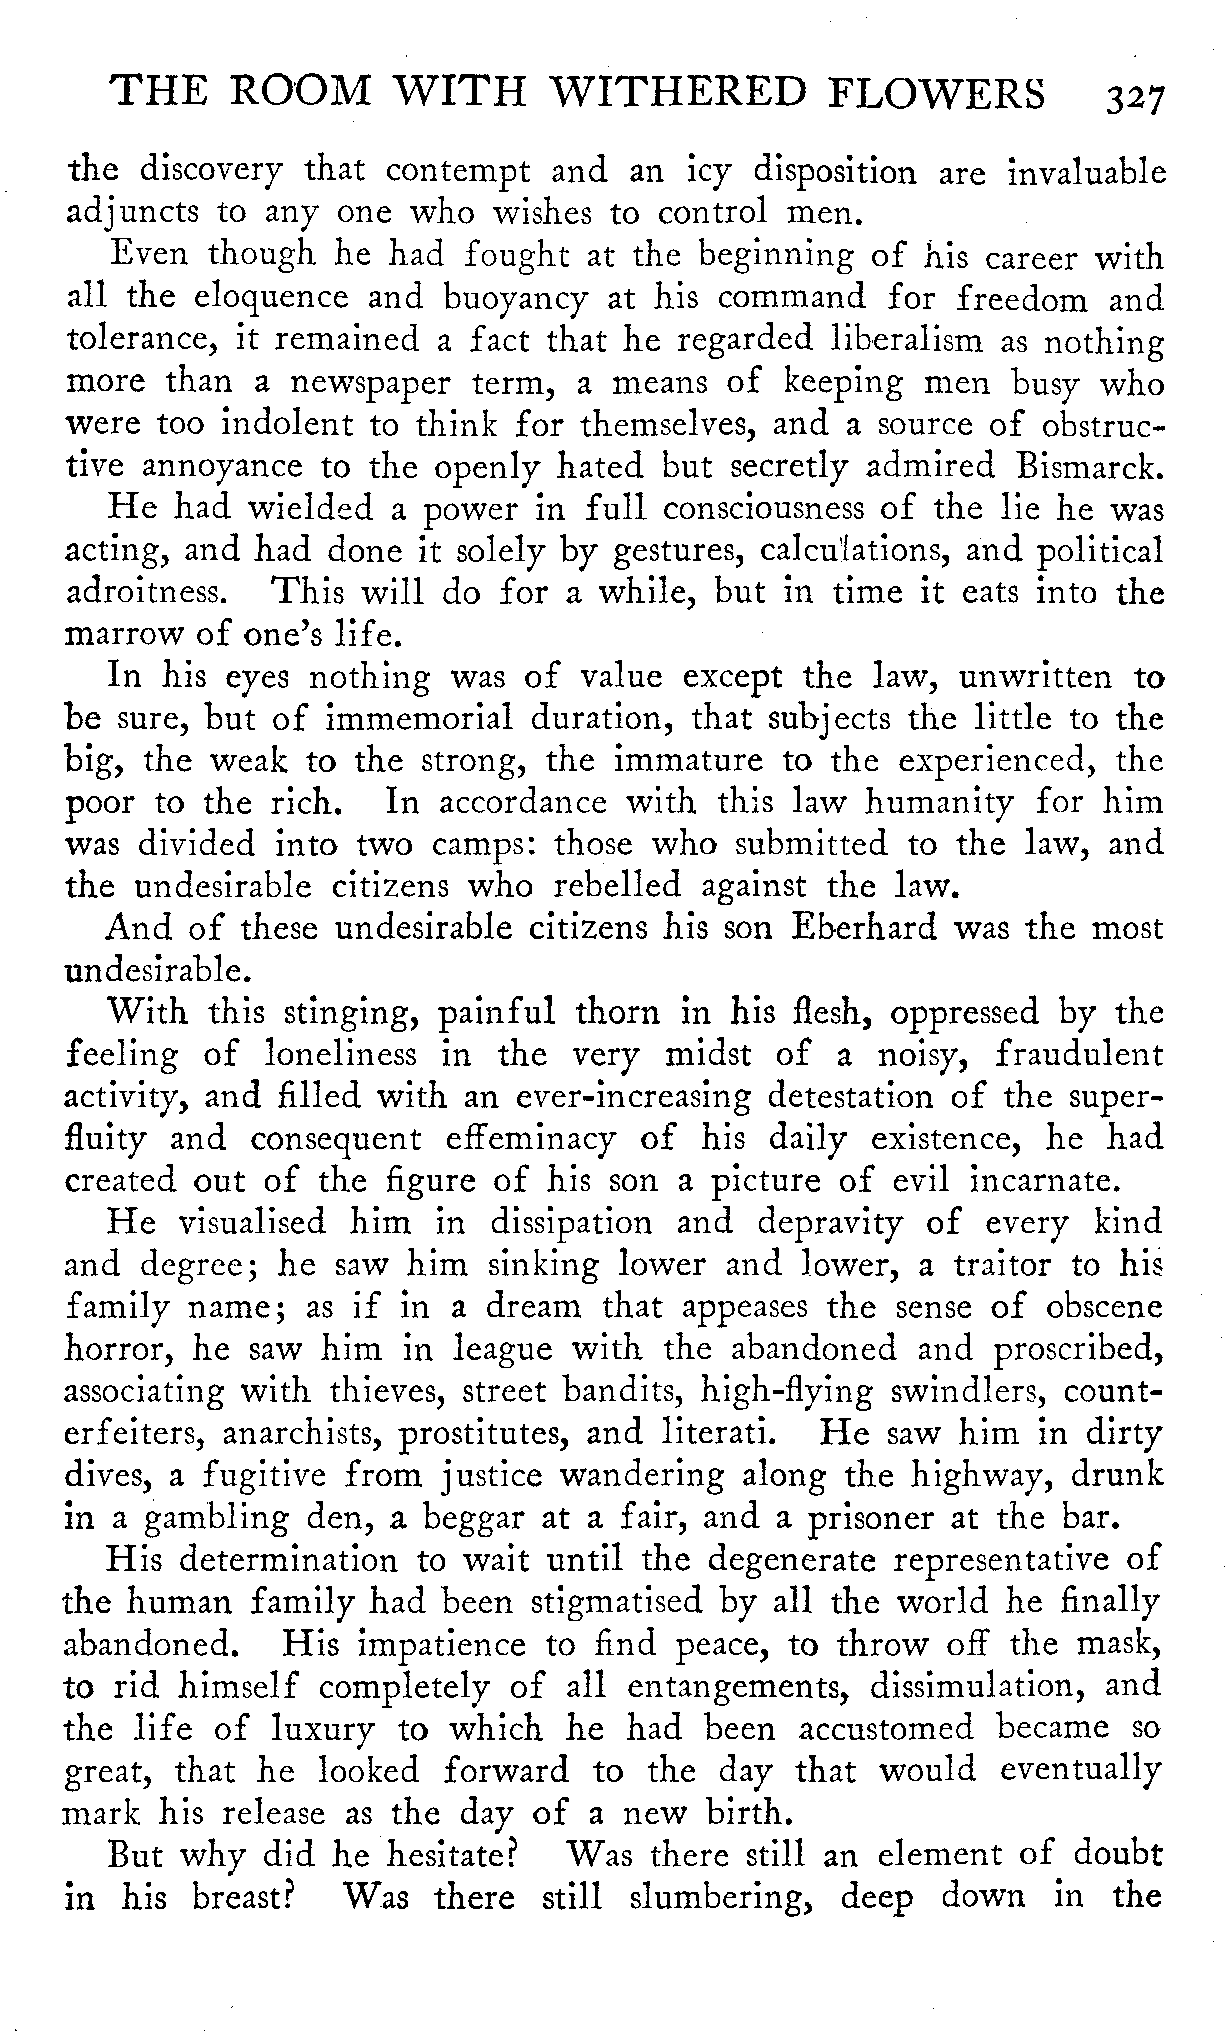 THE ROOM WITH WITHERED FLOWERS 327
the discovery that contempt and an icy disposition are invaluable
adjuncts to any one who wishes to control men.
Even though he had fought at the beginning of his career with
all the eloquence and buoyancy at his command for freedom and
tolerance, it remained a fact that he regarded liberalism as nothing
more than a newspaper term, a means of keeping men busy who
were too indolent to think for themselves, and a source of obstruc-
tive annoyance to the openly hated but secretly admired Bismarck.
He had wielded a power in full consciousness of the lie he was
acting, and had done it solely by gestures, calculations, and political
adroitness. This will do for a while, but in time it eats into the
marrow of one's life.
In his eyes nothing was of value except the law, unwritten to
be sure, but of immemorial duration, that subjects the little to the
big, the weak to the strong, the immature to the experienced, the
poor to the rich. In accordance with this law humanity for him
was divided into two camps: those who submitted to the law, and
the undesirable citizens who rebelled against the law.
And of these undesirable citizens his son Eberhard was the most
undesirable.
With this stinging, painful thorn in his flesh, oppressed by the
feeling of loneliness in the very midst of a noisy, fraudulent
activity, and filled with an ever-increasing detestation of the super-
fluity and consequent effeminacy of his daily existence, he had
created out of the figure of his son a picture of evil incarnate.
He visualised him in dissipation and depravity of every kind
and degree; he saw him sinking lower and lower, a traitor to his
family name; as if in a dream that appeases the sense of obscene
horror, he saw him in league with the abandoned and proscribed,
associating with thieves, street bandits, high-flying swindlers, count-
erfeiters, anarchists, prostitutes, and literati. He saw him in dirty
dives, a fugitive from justice wandering along the highway, drunk
in a gambling den, a beggar at a fair, and a prisoner at the bar.
His determination to wait until the degenerate representative of
the human family had been stigmatised by all the world he finally
abandoned. His impatience to find peace, to throw off the mask,
to rid himself completely of all entangements, dissimulation, and
the life of luxury to which he had been accustomed became so
great, that he looked forward to the day that would eventually
mark his release as the day of a new birth.
But why did he hesitate? Was there still an element of doubt
in his breast? Was there still slumbering, deep down in the